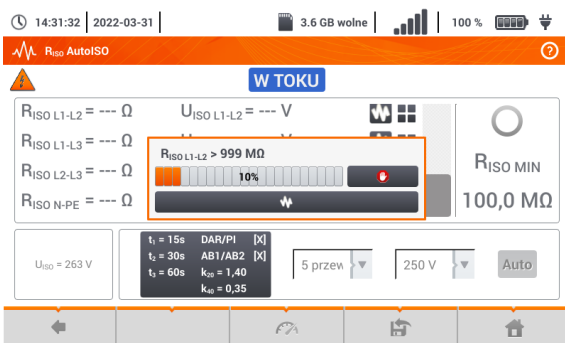 14:31:32 2022-03-31 3.6 GB wolne 100 %
RISO AutoISO
W TOKU
RISO L1-L2 = --- Ω UISO L1-L2 = --- V
RISO L1-L3 = --- Ω
RISO L2-L3 = --- Ω
RISO N-PE = --- Ω
RISO L1-L2 > 999 MΩ
10%
RISO MIN
100,0 MΩ
UISO = 263 V
t1 = 15s DAR/PI [X]
t2 = 30s AB1/AB2 [X]
t3 = 60s k20 = 1,40
k40 = 0,35
5 przew 250 V Auto